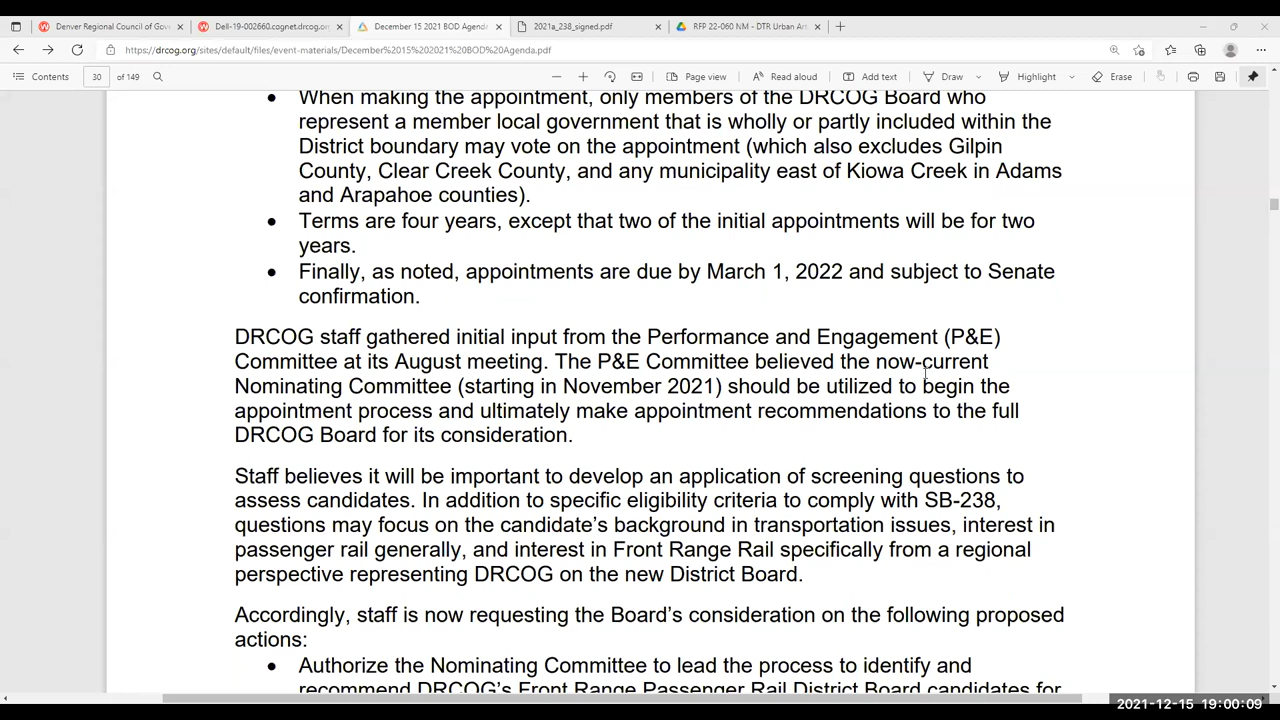 Denver Regional Council of Gov
Dell-19-002660.cognet.drcog.org
December 15 2021 BOD Agenda
2021a_238_signed.pdf
RFP 22-060 NM - DTR Urban Art
https://drcog.org/sites/default/files/event-materials/December%2015%202021%20BOD%20Agenda.pdf
Contents
30 of 149
Page view
Read aloud
Add text
Draw
Highlight
Erase
• When making the appointment, only members of the DRCOG Board who
represent a member local government that is wholly or partly included within the
District boundary may vote on the appointment (which also excludes Gilpin
County, Clear Creek County, and any municipality east of Kiowa Creek in Adams
and Arapahoe counties).
• Terms are four years, except that two of the initial appointments will be for two
years.
• Finally, as noted, appointments are due by March 1, 2022 and subject to Senate
confirmation.
DRCOG staff gathered initial input from the Performance and Engagement (P&E)
Committee at its August meeting. The P&E Committee believed the now-current
Nominating Committee (starting in November 2021) should be utilized to begin the
appointment process and ultimately make appointment recommendations to the full
DRCOG Board for its consideration.
Staff believes it will be important to develop an application of screening questions to
assess candidates. In addition to specific eligibility criteria to comply with SB-238,
questions may focus on the candidate's background in transportation issues, interest in
passenger rail generally, and interest in Front Range Rail specifically from a regional
perspective representing DRCOG on the new District Board.
Accordingly, staff is now requesting the Board's consideration on the following proposed
actions:
• Authorize the Nominating Committee to lead the process to identify and
recommend DRCOG's Front Range Passenger Rail District Board candidates for
2021-12-15 19:00:09